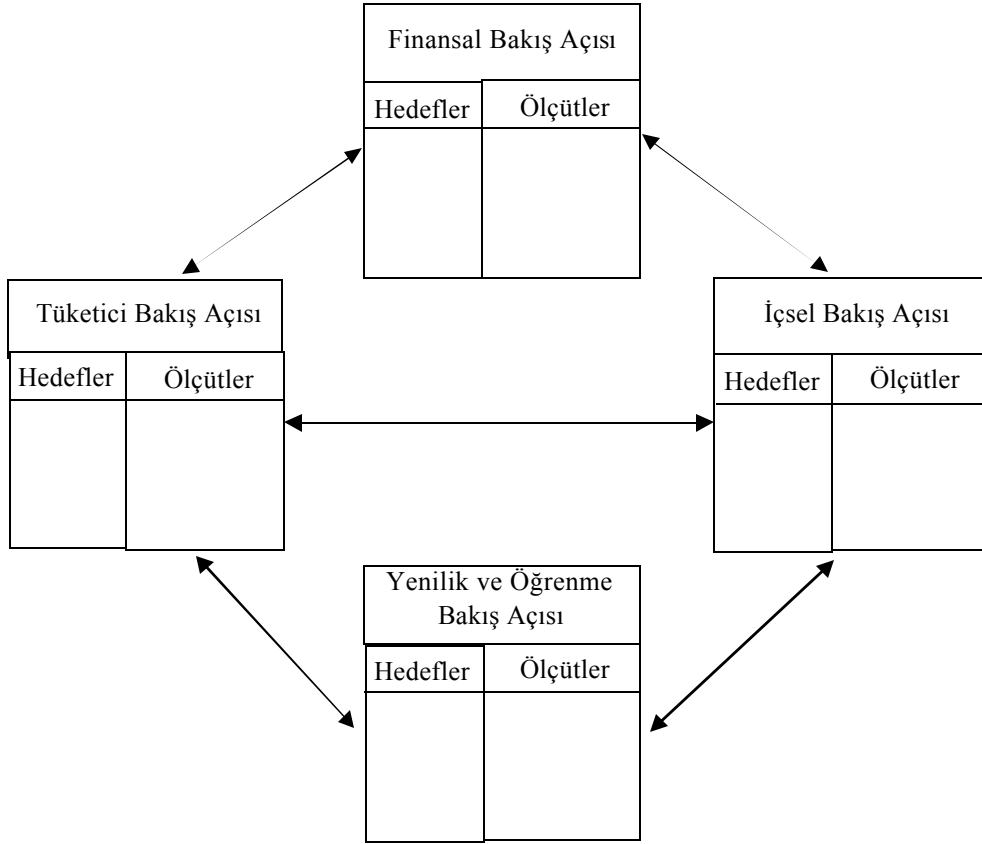 Finansal Bakış Açısı
Hedefler Ölçütler
Tüketici Bakış Açısı
Hedefler Ölçütler
İçsel Bakış Açısı
Hedefler Ölçütler
Yenilik ve Öğrenme
Bakış Açısı
Hedefler Ölçütler